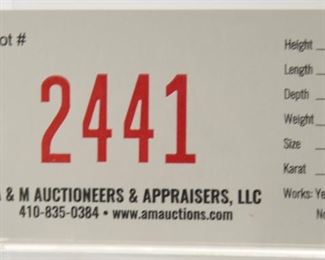 ot #
2441
& M AUCTIONEERS & APPRAISERS, LLC
410-835-0384 • www.amauctions.com
Height
Length
Depth
Weight
Size
Karat
Works: Ye
No